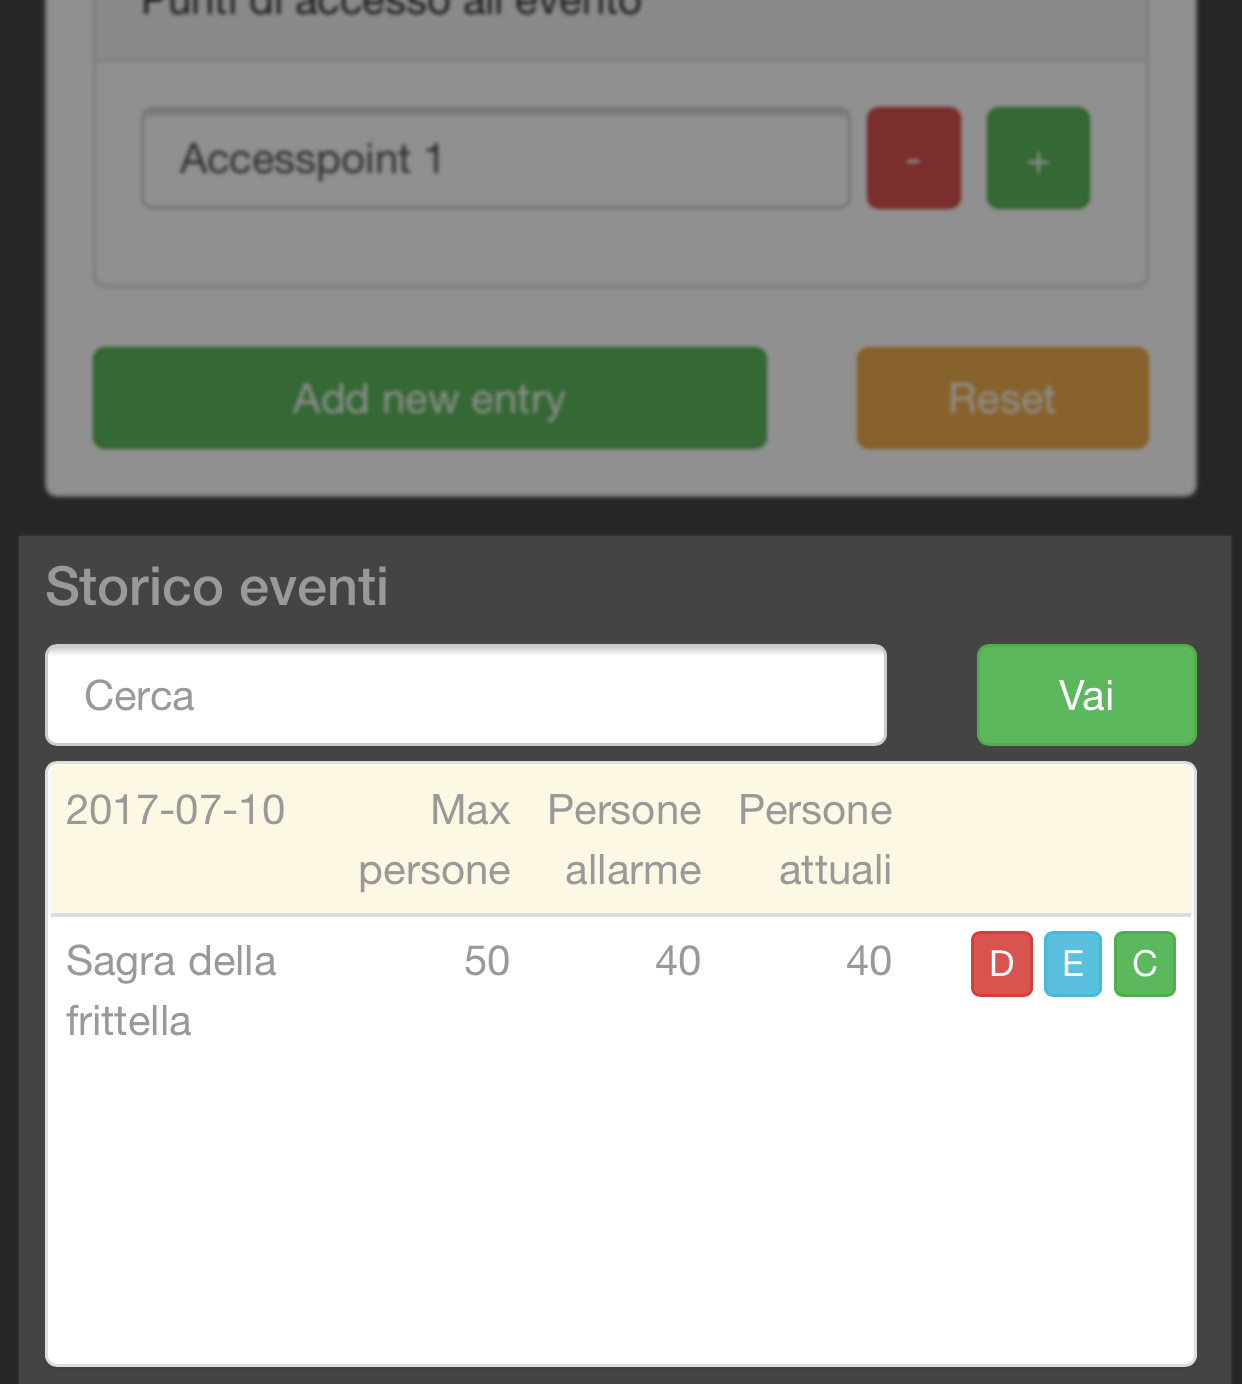 Punti di accesso all'evento
Accesspoint 1 - +
Add new entry Reset
Storico eventi
Cerca Vai
2017-07-10 Max Persone Persone
persone allarme attuali
Sagra della 50 40 40 D E C
frittella